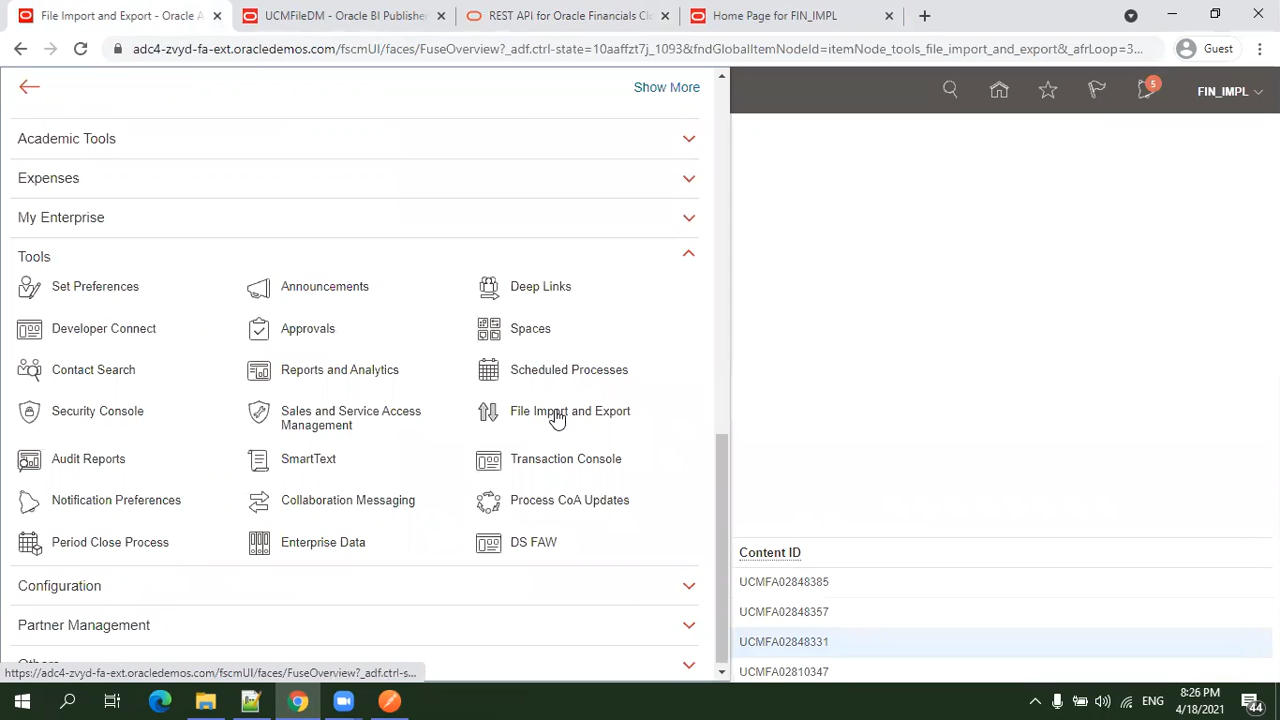 File Import and Export - Oracle A
UCMFileDM - Oracle BI Publisher
REST API for Oracle Financials Cl
Home Page for FIN_IMPL
adc4-zvyd-fa-ext.oracledemos.com/fscmUI/faces/FuseOverview?_adf.ctrl-state=10aaffzt7j_1093&fndGlobalItemNodeId=itemNode_tools_file_import_and_export&_afrLoop=3...
Guest
Show More
5
FIN_IMPL
Academic Tools
Expenses
My Enterprise
Tools
Set Preferences
Announcements
Deep Links
Developer Connect
Approvals
Spaces
Contact Search
Reports and Analytics
Scheduled Processes
Security Console
Sales and Service Access
Management
File Import and Export
Audit Reports
SmartText
Transaction Console
Notification Preferences
Collaboration Messaging
Process CoA Updates
Period Close Process
Enterprise Data
DS FAW
Content ID
Configuration
UCMFA02848385
UCMFA02848357
Partner Management
UCMFA02848331
Others
UCMFA02810347
https://adc4-zvyd-fa-ext.oracledemos.com/fscmUI/faces/FuseOverview?_adf.ctrl-s...
ENG
8:26 PM
4/18/2021
44